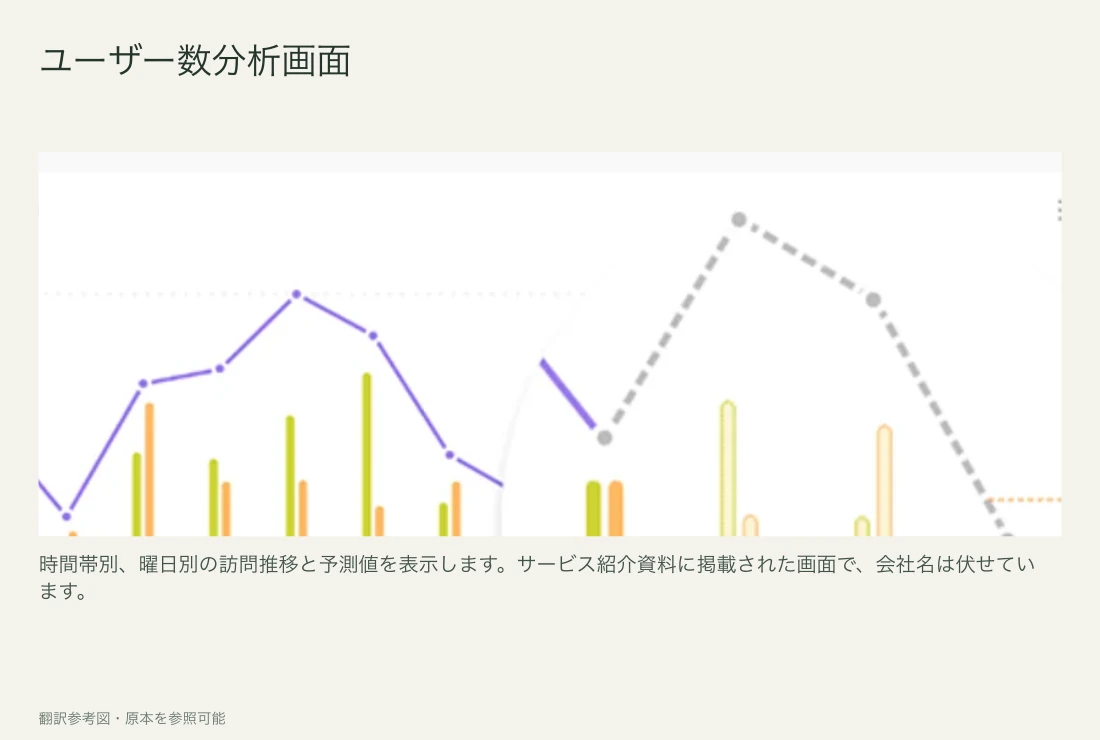 ユーザー数分析画面
時間帯別、曜日別の訪問推移と予測値を表示します。サービス紹介資料に掲載された画面で、会社名は伏せてい
ます。
翻訳参考図・原本を参照可能